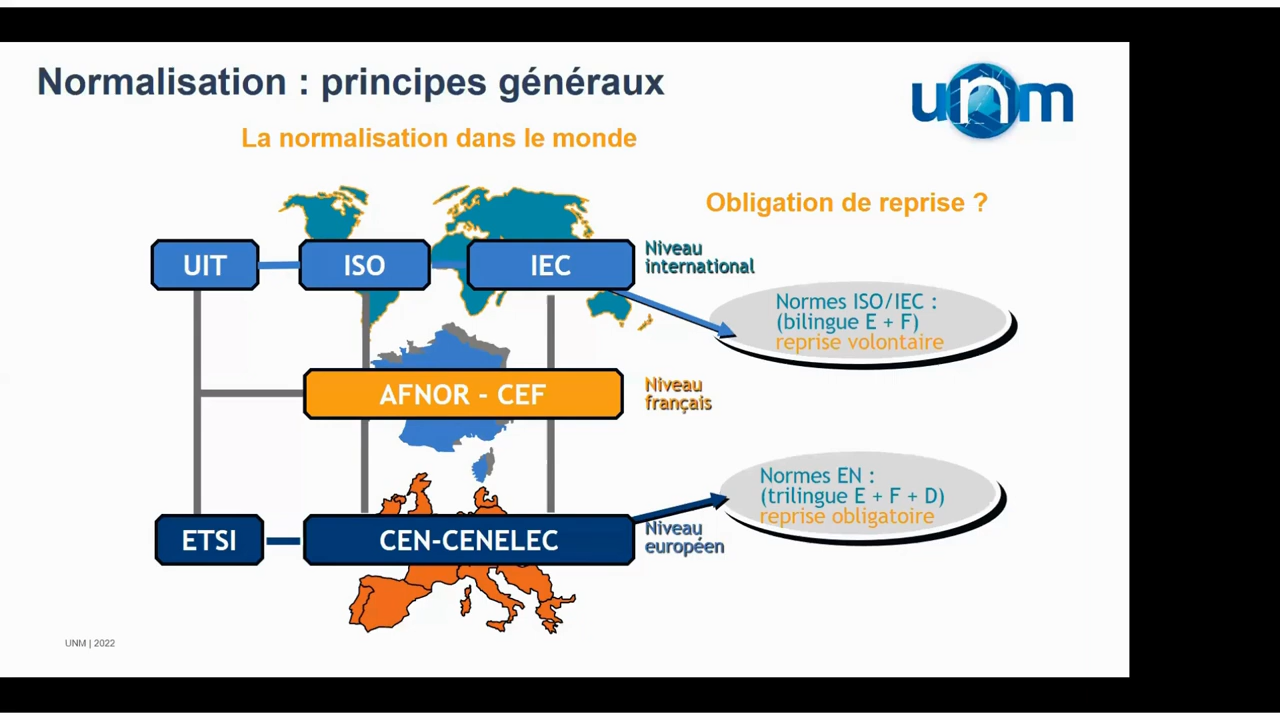 Normalisation : principes généraux
unm
La normalisation dans le monde
Obligation de reprise ?
UIT
ISO
IEC
Niveau
international
Normes ISO/IEC :
(bilingue E + F)
reprise volontaire
AFNOR - CEF
Niveau
français
Normes EN :
(trilingue E + F + D)
reprise obligatoire
ETSI
CEN-CENELEC
Niveau
européen
UNM | 2022